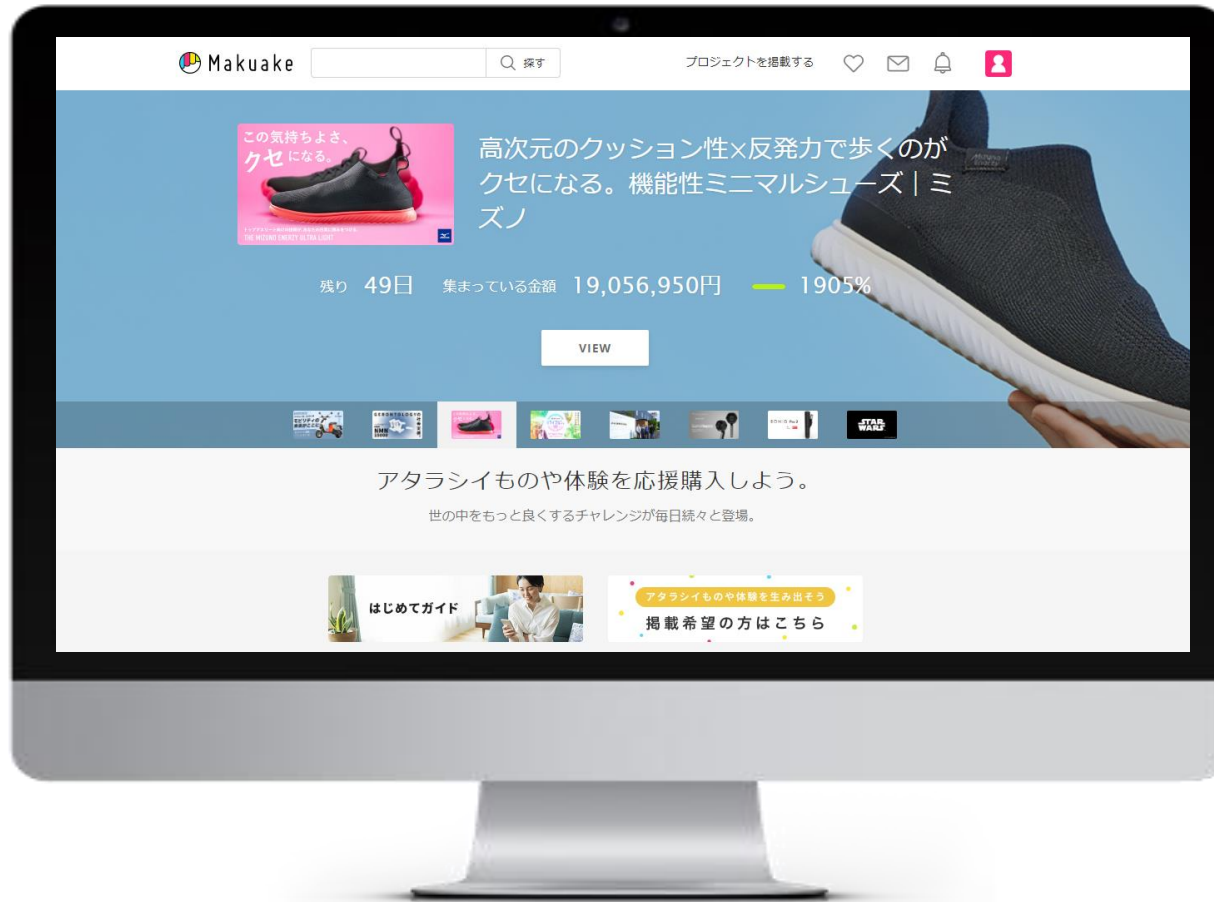 Makuake
探す
プロジェクトを掲載する
この気持ちよさ、
クセになる。
THE MIZUNO ENERZY ULTRA LIGHT
高次元のクッション性×反発力で歩くのが
クセになる。機能性ミニマルシューズ｜ミ
ズノ
残り 49日 集まっている金額 19,056,950円 1905%
VIEW
STAR
WARS
アタラシイものや体験を応援購入しよう。
世の中をもっと良くするチャレンジが毎日続々と登場。
はじめてガイド
アタラシイものや体験を生み出そう
掲載希望の方はこちら